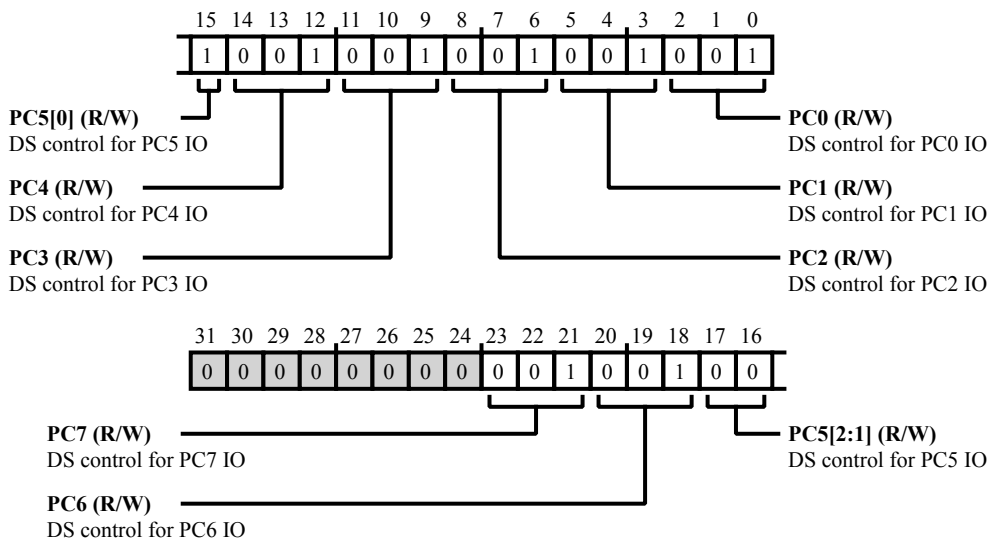 15 14 13 12 11 10 9 8 7 6 5 4 3 2 1 0
1 0 0 1 0 0 1 0 0 1 0 0 1 0 0 1
PC5[0] (R/W)
DS control for PC5 IO
PC0 (R/W)
DS control for PC0 IO
PC4 (R/W)
DS control for PC4 IO
PC1 (R/W)
DS control for PC1 IO
PC3 (R/W)
DS control for PC3 IO
PC2 (R/W)
DS control for PC2 IO
31 30 29 28 27 26 25 24 23 22 21 20 19 18 17 16
0 0 0 0 0 0 0 0 0 0 1 0 0 1 0 0
PC7 (R/W)
DS control for PC7 IO
PC5[2:1] (R/W)
DS control for PC5 IO
PC6 (R/W)
DS control for PC6 IO